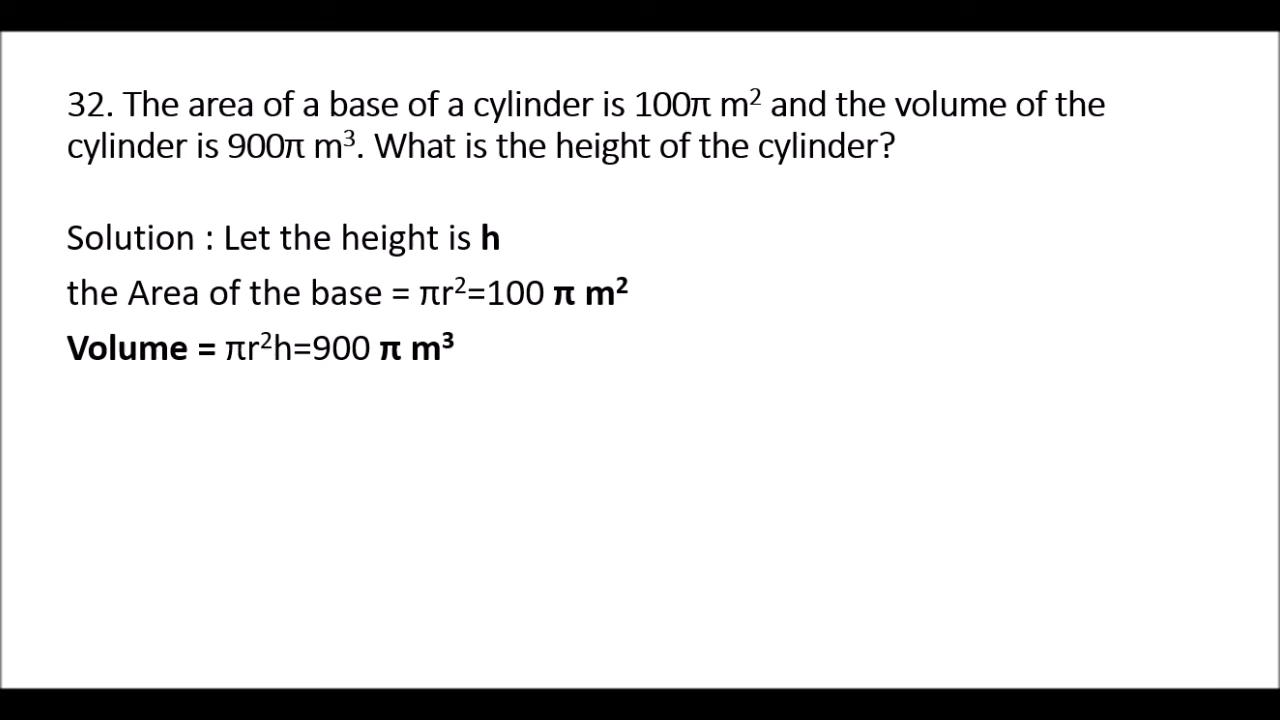 32. The area of a base of a cylinder is 100π m² and the volume of the
cylinder is 900π m³. What is the height of the cylinder?
Solution : Let the height is h
the Area of the base = πr²=100 π m²
Volume = πr²h=900 π m³